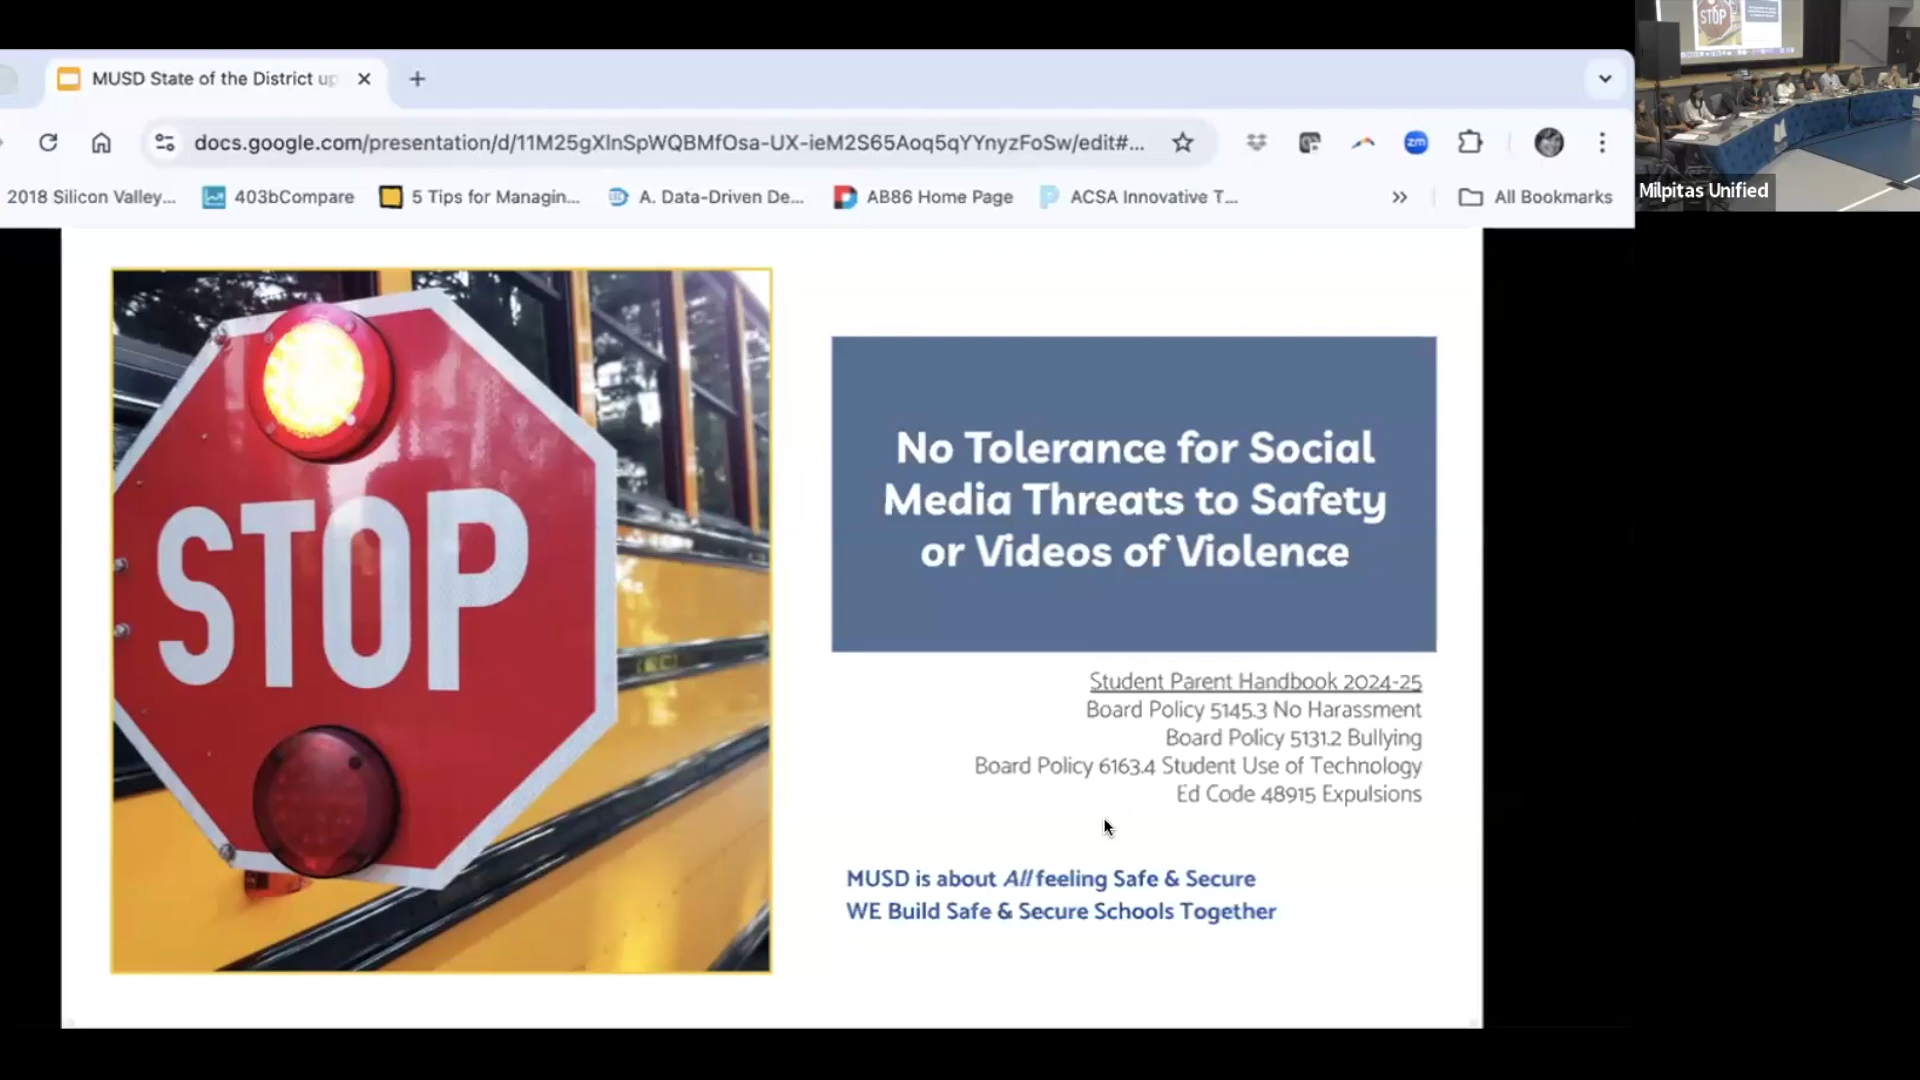 MUSD State of the District up
docs.google.com/presentation/d/11M25gXlnSpWQBMfOsa-UX-ieM2S65Aoq5qYYnyzFoSw/edit#...
zm
2018 Silicon Valley...
403bCompare
5 Tips for Managin...
A. Data-Driven De...
AB86 Home Page
ACSA Innovative T...
All Bookmarks
STOP
Milpitas Unified
STOP
No Tolerance for Social
Media Threats to Safety
or Videos of Violence
Student Parent Handbook 2024-25
Board Policy 5145.3 No Harassment
Board Policy 5131.2 Bullying
Board Policy 6163.4 Student Use of Technology
Ed Code 48915 Expulsions
MUSD is about All feeling Safe & Secure
WE Build Safe & Secure Schools Together